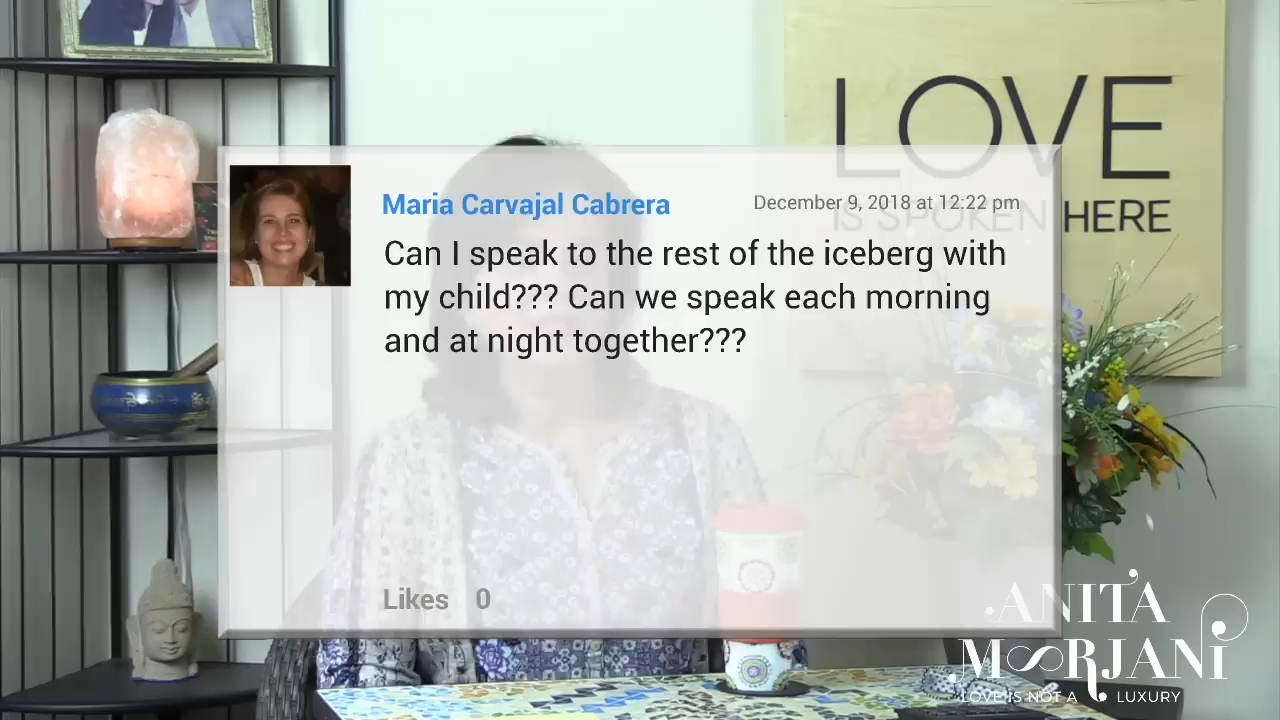 LOVE
IS SPOKEN HERE
Maria Carvajal Cabrera
December 9, 2018 at 12:22 pm
Can I speak to the rest of the iceberg with
my child??? Can we speak each morning
and at night together???
Likes 0
ANITA
MOORJANI
LOVE IS NOT A LUXURY